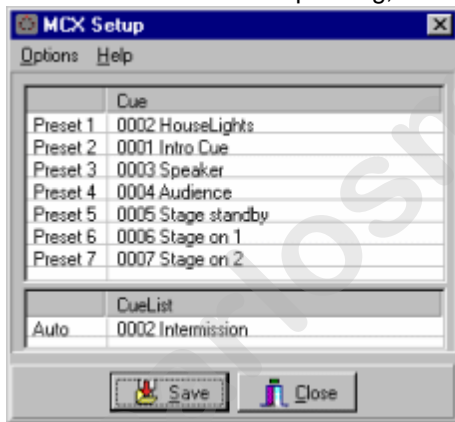 MCX Setup
Options Help
Cue
Preset 1 0002 HouseLights
Preset 2 0001 Intro Cue
Preset 3 0003 Speaker
Preset 4 0004 Audience
Preset 5 0005 Stage standby
Preset 6 0006 Stage on 1
Preset 7 0007 Stage on 2
CueList
Auto 0002 Intermission
Save Close